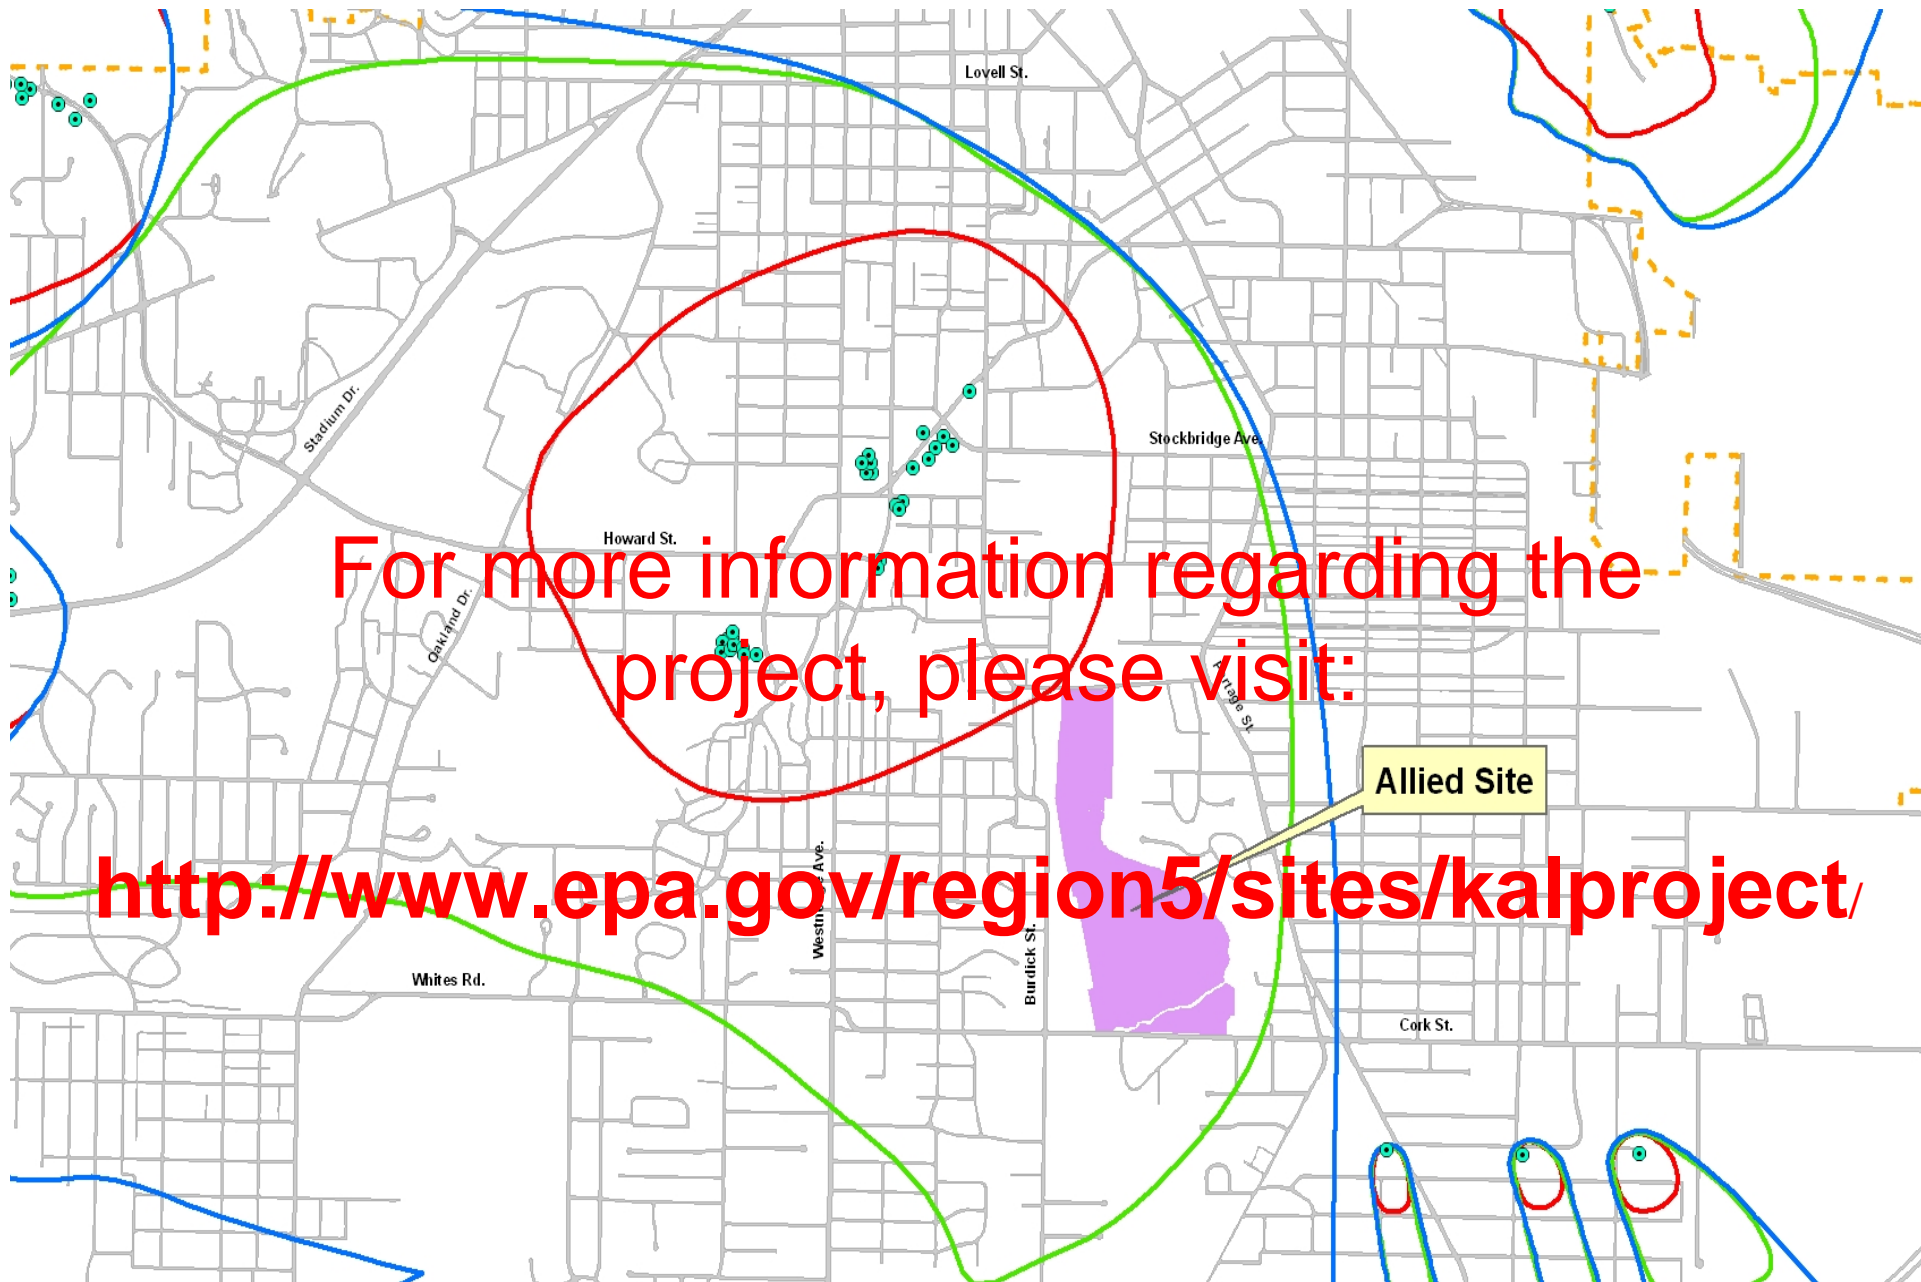 Lovell St.
Stadium Dr.
Stockbridge Ave.
Howard St.
For more information regarding the
Oakland Dr.
project, please visit:
St.
Allied Site
http://www.epa.gov/region5/sites/kalproject/
Ave.
Burdick St.
Whites Rd.
Cork St.